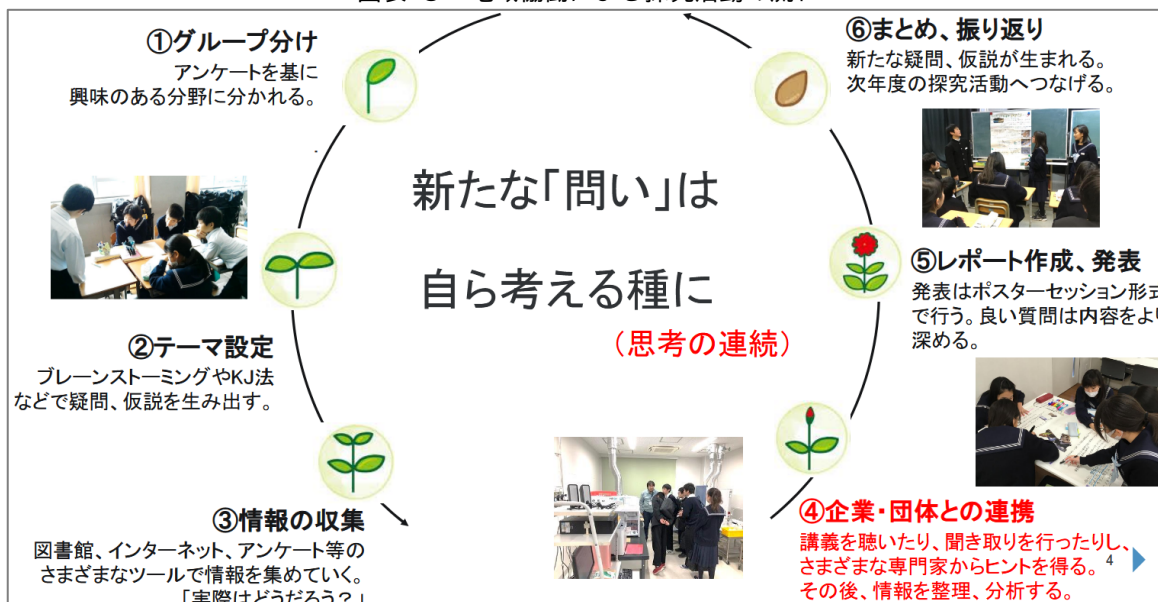 ①グループ分け
アンケートを基に
興味のある分野に分かれる。
②テーマ設定
ブレーンストーミングやKJ法
などで疑問、仮説を生み出す。
③情報の収集
図書館、インターネット、アンケート等の
さまざまなツールで情報を集めていく。
「実際はどうだろう?」
新たな「問い」は
自ら考える種に
(思考の連続)
④企業・団体との連携
講義を聴いたり、聞き取りを行ったりし、
さまざまな専門家からヒントを得る。
その後、情報を整理、分析する。
4
⑤レポート作成、発表
発表はポスターセッション形式
で行う。良い質問は内容をより
深める。
⑥まとめ、振り返り
新たな疑問、仮説が生まれる。
次年度の探究活動へつなげる。